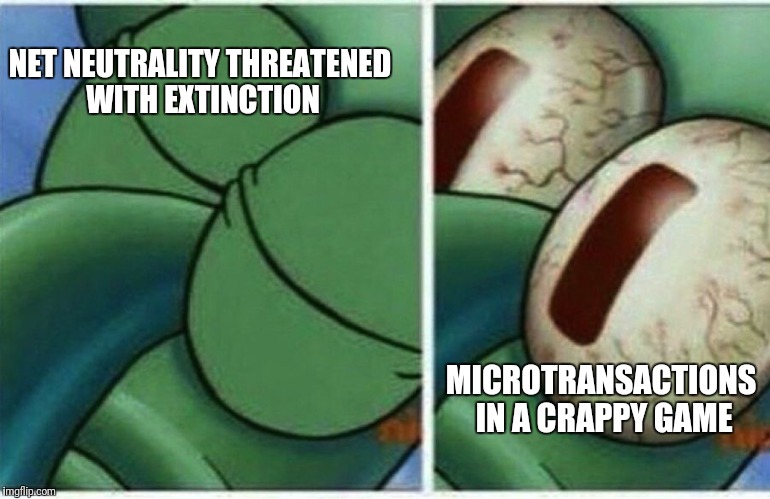 NET NEUTRALITY THREATENED
WITH EXTINCTION
MICROTRANSACTIONS
IN A CRAPPY GAME
imgflip.com